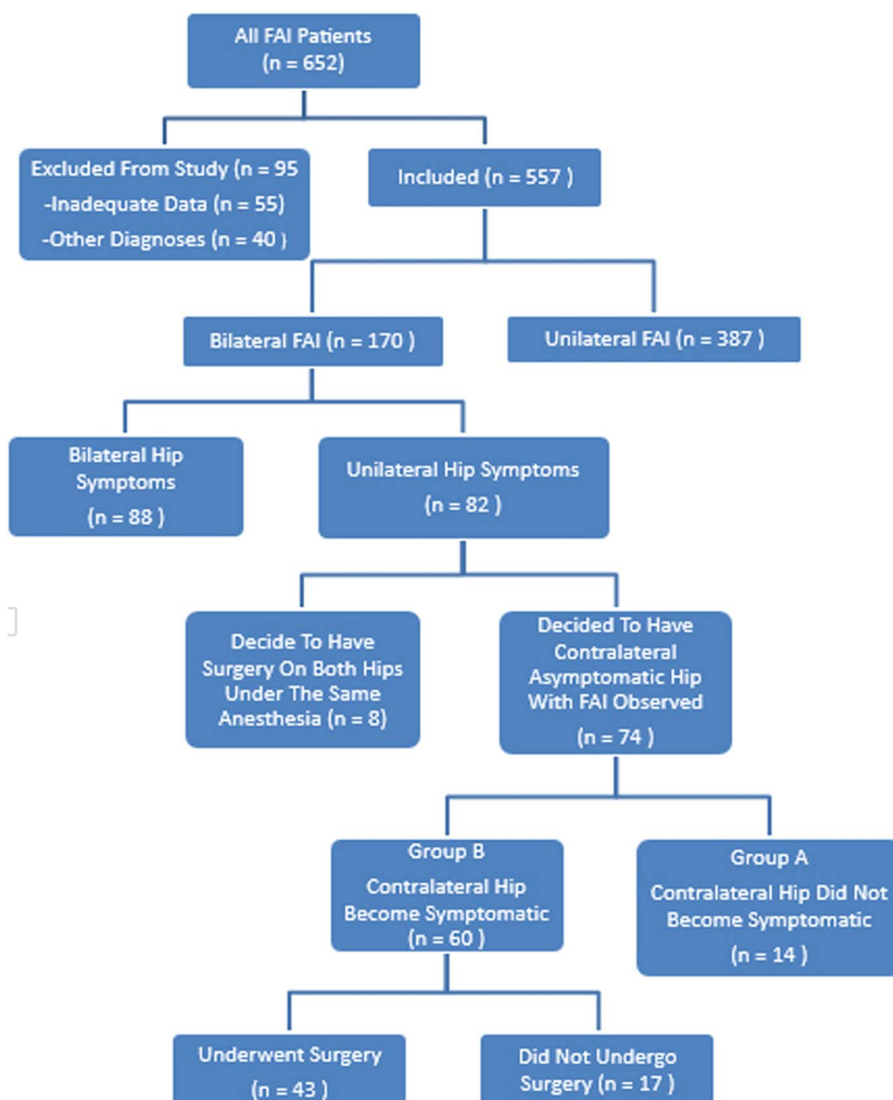 All FAI Patients
(n = 652)
Excluded From Study (n = 95
-Inadequate Data (n = 55)
-Other Diagnoses (n = 40 )
Included (n = 557 )
Bilateral FAI (n = 170 )
Unilateral FAI (n = 387 )
Bilateral Hip
Symptoms
(n = 88 )
Unilateral Hip Symptoms
(n = 82 )
Decide To Have
Surgery On Both Hips
Under The Same
Anesthesia (n = 8)
Decided To Have
Contralateral
Asymptomatic Hip
With FAI Observed
(n = 74 )
Group B
Contralateral Hip
Become Symptomatic
(n = 60 )
Group A
Contralateral Hip Did Not
Become Symptomatic
(n = 14 )
Underwent Surgery
(n = 43 )
Did Not Undergo
Surgery (n = 17 )